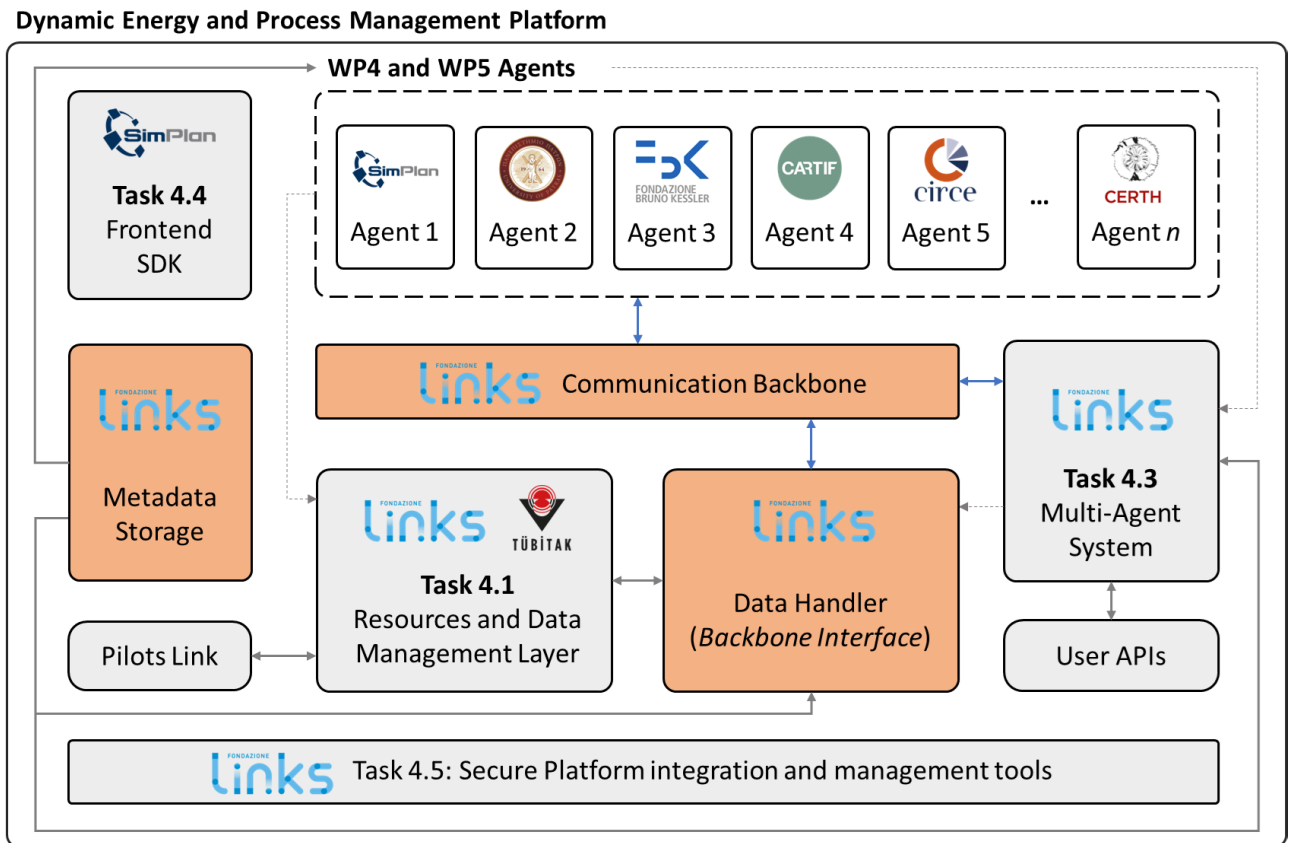 Dynamic Energy and Process Management Platform
WP4 and WP5 Agents
SimPlan
Task 4.4
Frontend
SDK
SimPlan
Agent 1
Agent 2
FBK
FONDAZIONE
BRUNO KESSLER
Agent 3
CARTIF
Agent 4
circe
Agent 5
...
CERTH
Agent n
FONDAZIONE
Links
Metadata
Storage
FONDAZIONE
Links
Communication Backbone
FONDAZIONE
Links
Task 4.3
Multi-Agent
System
FONDAZIONE
Links
TÜBİTAK
Task 4.1
Resources and Data
Management Layer
FONDAZIONE
Links
Data Handler
(Backbone Interface)
Pilots Link
User APIs
FONDAZIONE
Links
Task 4.5: Secure Platform integration and management tools